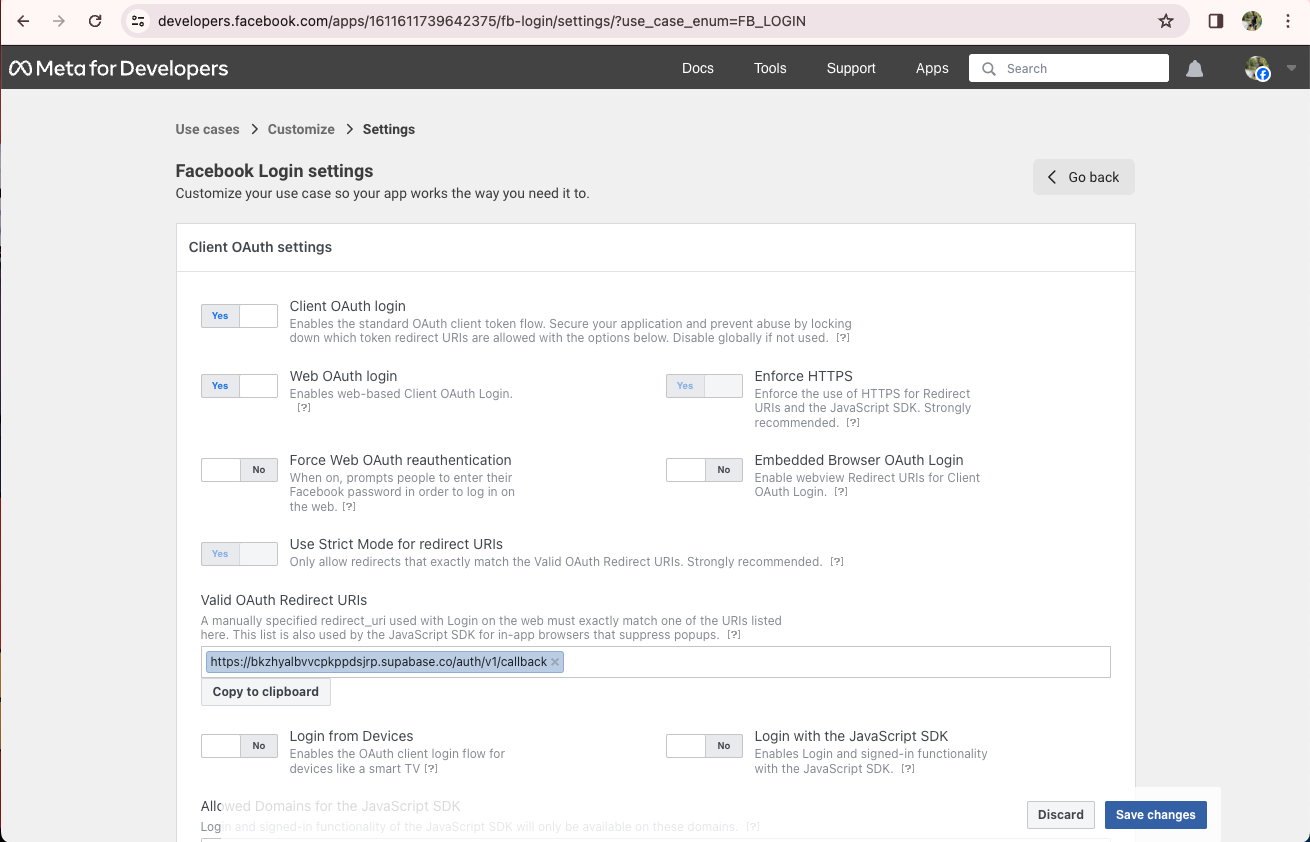 developers.facebook.com/apps/1611611739642375/fb-login/settings/?use_case_enum=FB_LOGIN
Meta for Developers
Docs
Tools
Support
Apps
Search
Use cases > Customize > Settings
Facebook Login settings
Customize your use case so your app works the way you need it to.
Go back
Client OAuth settings
Yes
Client OAuth login
Enables the standard OAuth client token flow. Secure your application and prevent abuse by locking
down which token redirect URIs are allowed with the options below. Disable globally if not used. [?]
Yes
Web OAuth login
Enables web-based Client OAuth Login.
[?]
Yes
Enforce HTTPS
Enforce the use of HTTPS for Redirect
URIs and the JavaScript SDK. Strongly
recommended. [?]
No
Force Web OAuth reauthentication
When on, prompts people to enter their
Facebook password in order to log in on
the web. [?]
No
Embedded Browser OAuth Login
Enable webview Redirect URIs for Client
OAuth Login. [?]
Yes
Use Strict Mode for redirect URIs
Only allow redirects that exactly match the Valid OAuth Redirect URIs. Strongly recommended. [?]
Valid OAuth Redirect URIs
A manually specified redirect_uri used with Login on the web must exactly match one of the URIs listed
here. This list is also used by the JavaScript SDK for in-app browsers that suppress popups. [?]
https://bkzhyalbvvcpkppdsjrp.supabase.co/auth/v1/callback ×
Copy to clipboard
No
Login from Devices
Enables the OAuth client login flow for
devices like a smart TV [?]
No
Login with the JavaScript SDK
Enables Login and signed-in functionality
with the JavaScript SDK. [?]
Allowed Domains for the JavaScript SDK
Login and signed-in functionality of the JavaScript SDK will only be available on these domains. [?]
Discard
Save changes